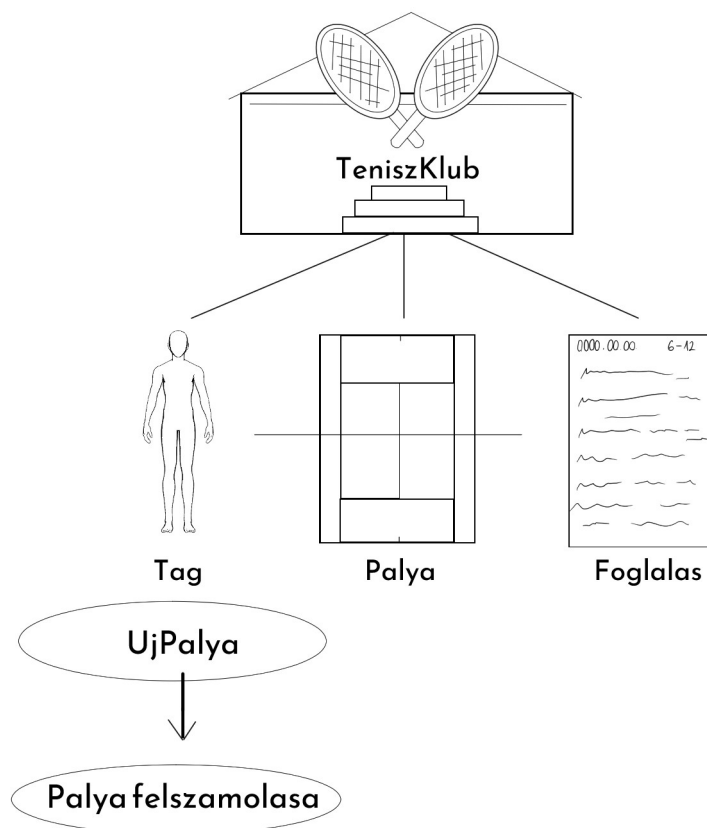 TeniszKlub
0000.00.00 6-12
Tag
Palya
Foglalas
UjPalya
Palya felszamolasa